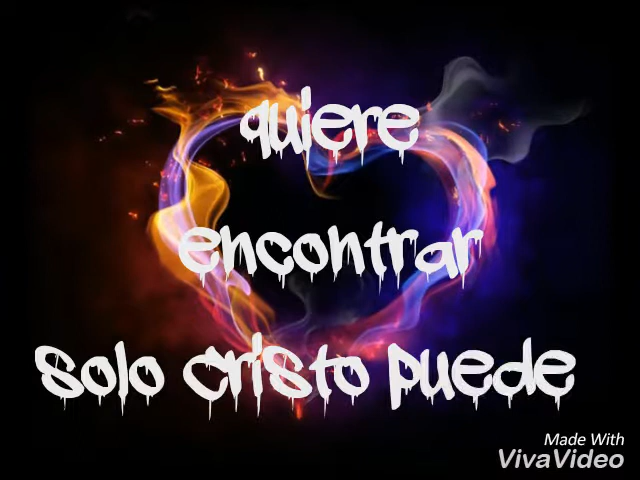 quiere
encontrar
solo cristo puede
Made With
VivaVideo